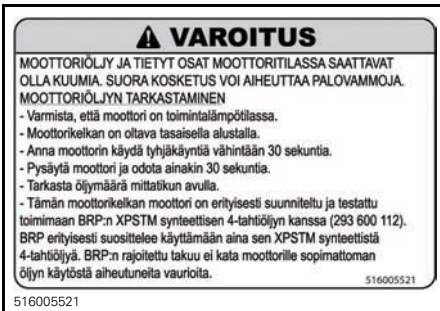 VAROITUS
MOOTTORIÖLJY JA TIETYT OSAT MOOTTORITILASSA SAATTAVAT
OLLA KUUMIA. SUORA KOSKETUS VOI AIHEUTTAA PALOVAMMOJA.
MOOTTORIÖLJYN TARKASTAMINEN
- Varmista, että moottori on toimintalämpötilassa.
- Moottorikelkan on oltava tasaisella alustalla.
- Anna moottorin käydä tyhjäkäyntiä vähintään 30 sekuntia.
- Pysäytä moottori ja odota ainakin 30 sekuntia.
- Tarkasta öljymäärä mittatikun avulla.
- Tämän moottorikelkan moottori on erityisesti suunniteltu ja testattu
toimimaan BRP:n XPSTM synteettisen 4-tahtiöljyn kanssa (293 600 112).
BRP erityisesti suosittelee käyttämään aina sen XPSTM synteettistä
4-tahtiöljyä. BRP:n rajoitettu takuu ei kata moottorille sopimattoman
öljyn käytöstä aiheutuneita vaurioita.
516005521
516005521